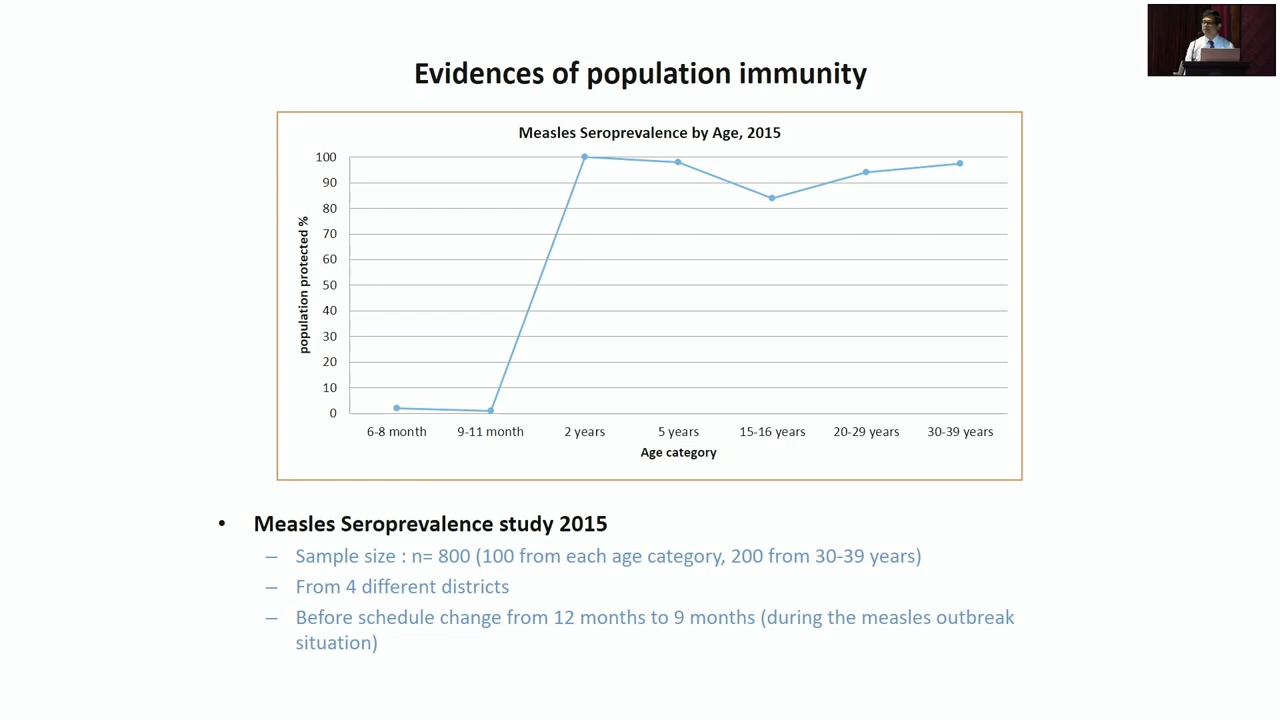 Evidences of population immunity
Measles Seroprevalence by Age, 2015
population protected %
100
90
80
70
60
50
40
30
20
10
0
6-8 month 9-11 month 2 years 5 years 15-16 years 20-29 years 30-39 years
Age category
• Measles Seroprevalence study 2015
– Sample size : n= 800 (100 from each age category, 200 from 30-39 years)
– From 4 different districts
– Before schedule change from 12 months to 9 months (during the measles outbreak
situation)